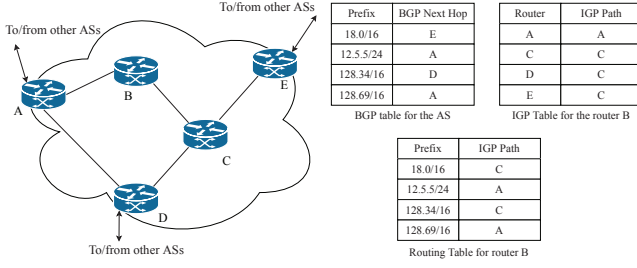 To/from other ASs
To/from other ASs
A
B
E
C
D
To/from other ASs
Prefix BGP Next Hop
18.0/16 E
12.5.5/24 A
128.34/16 D
128.69/16 A
BGP table for the AS
Router IGP Path
A A
C C
D C
E C
IGP Table for the router B
Prefix IGP Path
18.0/16 C
12.5.5/24 A
128.34/16 C
128.69/16 A
Routing Table for router B